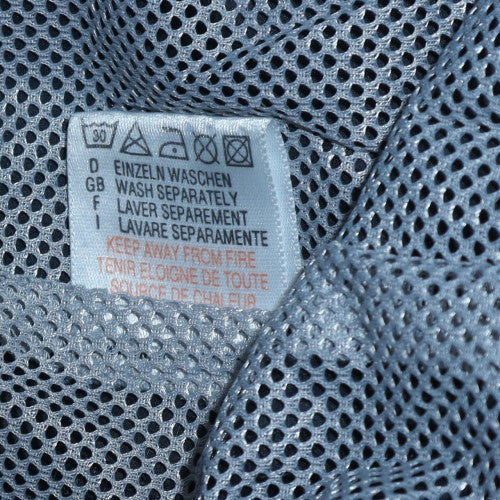 30
D EINZELN WASCHEN
GB WASH SEPARATELY
F LAVER SEPAREMENT
I LAVARE SEPARAMENTE
KEEP AWAY FROM FIRE
TENIR ELOIGNE DE TOUTE
SOURCE DE CHALEUR